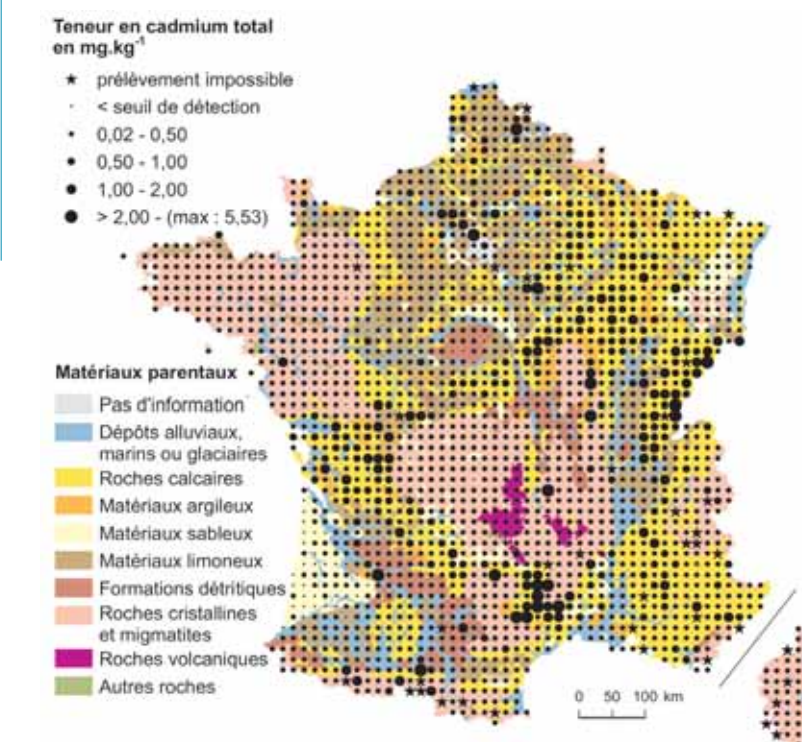 Teneur en cadmium total
en mg.kg⁻¹
prélèvement impossible
< seuil de détection
0,02 - 0,50
0,50 - 1,00
1,00 - 2,00
> 2,00 - (max : 5,53)
Matériaux parentaux
Pas d'information
Dépôts alluviaux,
marins ou glaciaires
Roches calcaires
Matériaux argileux
Matériaux sableux
Matériaux limoneux
Formations détritiques
Roches cristallines
et migmatites
Roches volcaniques
Autres roches
0 50 100 km